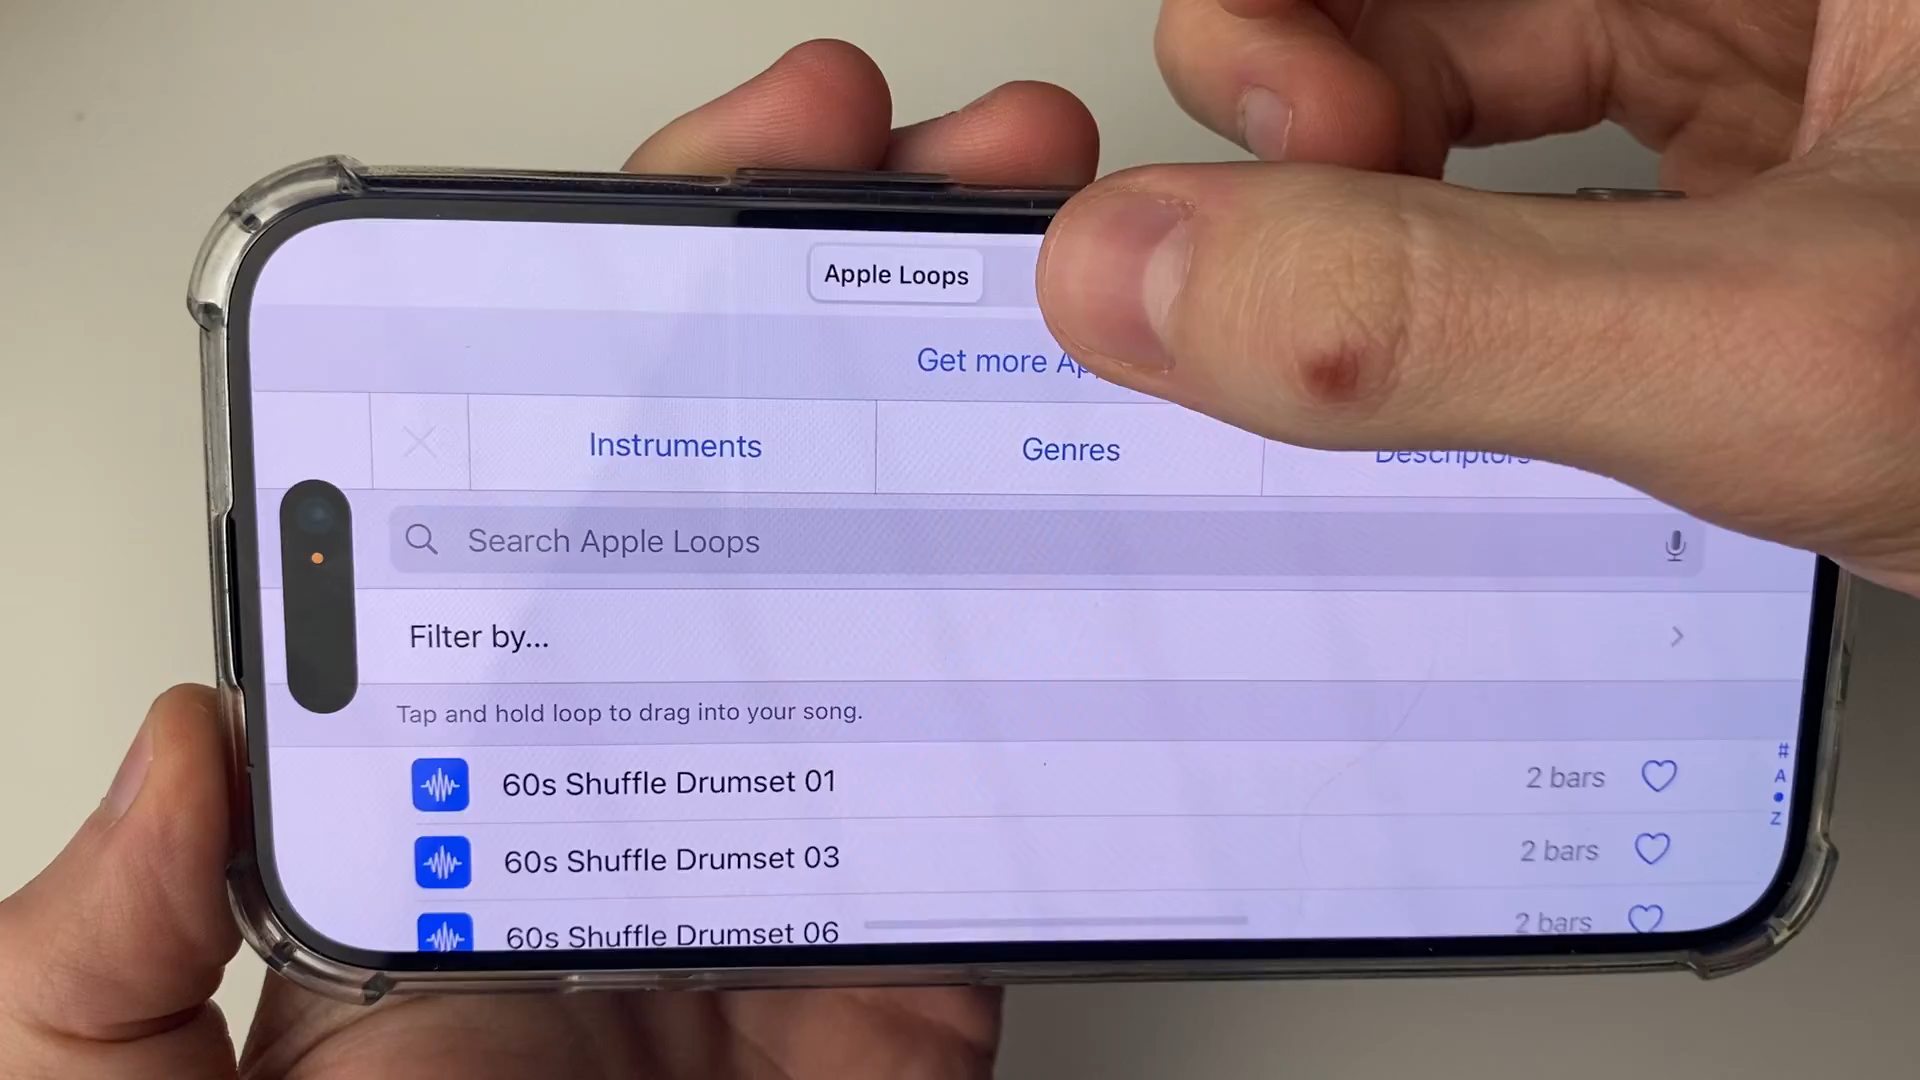 Apple Loops
Get more
Instruments
Genres
Descriptors
Search Apple Loops
Filter by...
Tap and hold loop to drag into your song.
60s Shuffle Drumset 01
2 bars
60s Shuffle Drumset 03
2 bars
60s Shuffle Drumset 06
2 bars
#
A
Z